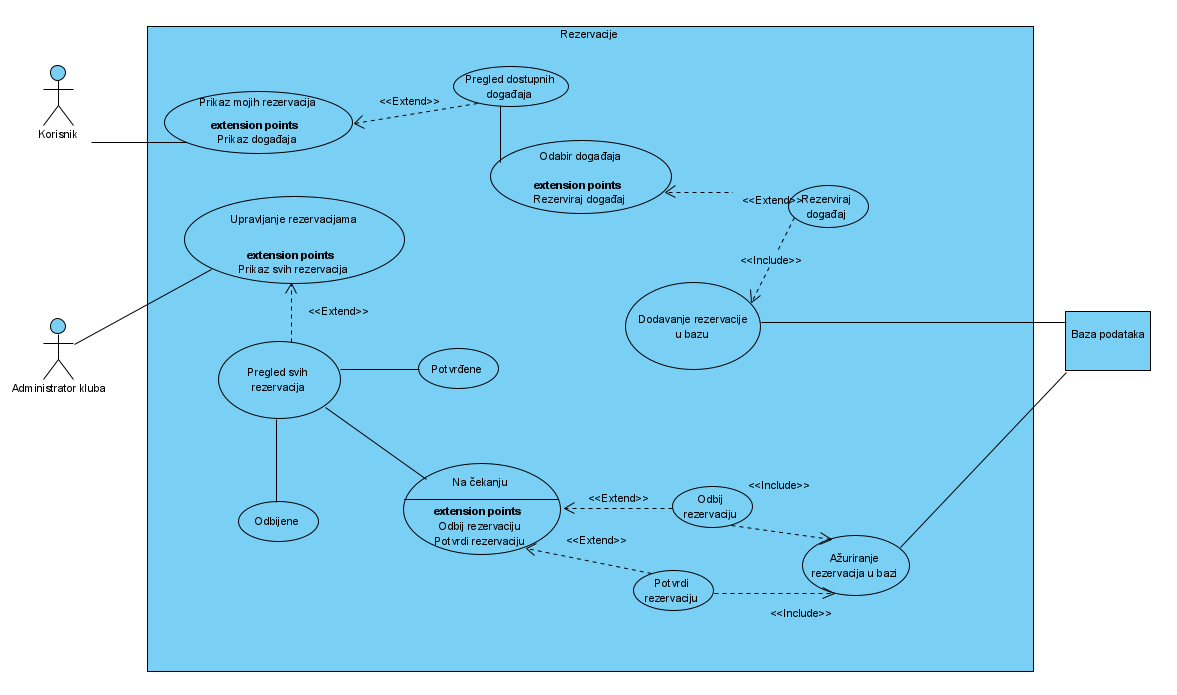 Rezervacije
Korisnik
Prikaz mojih rezervacija
extension points
Prikaz događaja
<<Extend>>
Pregled dostupnih
događaja
Odabir događaja
extension points
Rezerviraj događaj
<<Extend>>
Rezerviraj
događaj
<<Include>>
Dodavanje rezervacije
u bazu
Baza podataka
Upravljanje rezervacijama
extension points
Prikaz svih rezervacija
<<Extend>>
Administrator kluba
Pregled svih
rezervacija
Potvrđene
Odbijene
Na čekanju
extension points
Odbij rezervaciju
Potvrdi rezervaciju
<<Extend>>
Odbij
rezervaciju
<<Include>>
<<Extend>>
Potvrdi
rezervaciju
<<Include>>
Ažuriranje
rezervacija u bazi